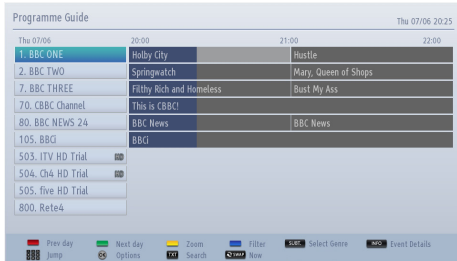 Programme Guide
Thu 07/06 20:25
Thu 07/06 20:00 21:00 22:00
1. BBC ONE Holby City Hustle
2. BBC TWO Springwatch Mary, Queen of Shops
7. BBC THREE Filthy Rich and Homeless Bust My Ass
70. CBBC Channel This is CBBC!
80. BBC NEWS 24 BBC News BBC News
105. BBCi BBCi
503. ITV HD Trial
504. Ch4 HD Trial
505. five HD Trial
800. Rete4
Prev day Next day Zoom Filter SUBT. Select Genre INFO Event Details
Jump OK Options TXT Search SWAP Now